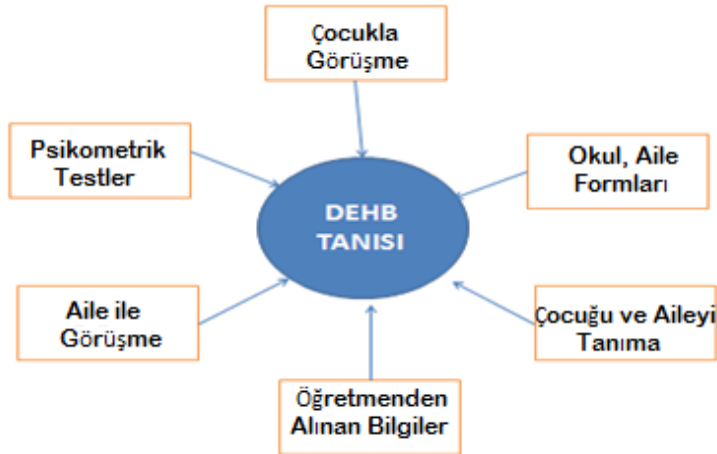 Çocukla
Görüşme
Psikometrik
Testler
Okul, Aile
Formları
DEHB
TANISI
Aile ile
Görüşme
Çocuğu ve Aileyi
Tanıma
Öğretmenden
Alınan Bilgiler